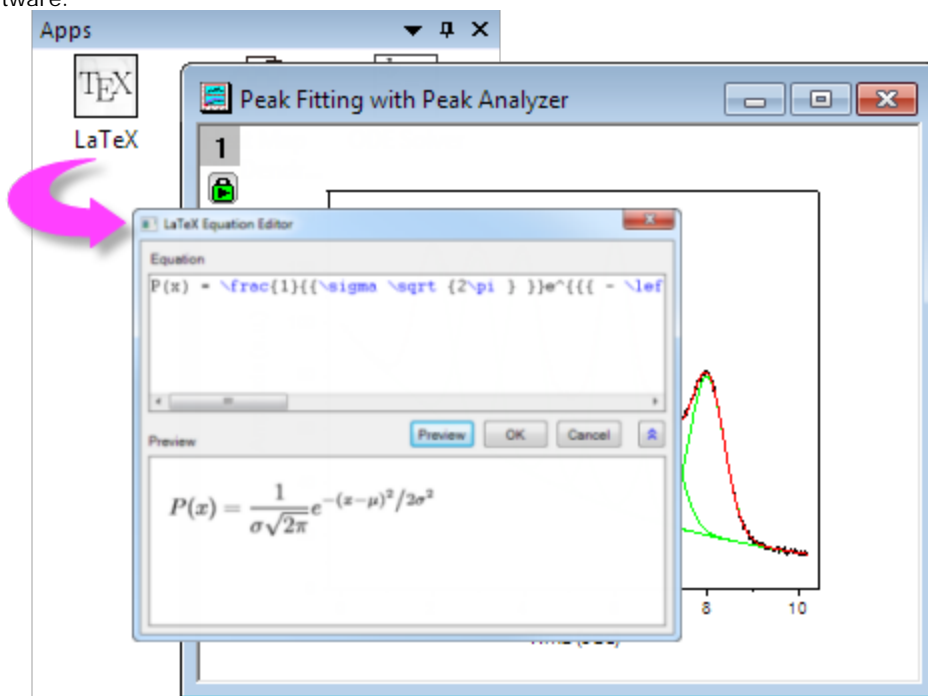 Apps
TEX
LaTeX
Peak Fitting with Peak Analyzer
1
LaTeX Equation Editor
Equation
P(x) = \frac{1}{{\sigma \sqrt {2\pi } }}e^{{{ - \lef
Preview
Preview OK Cancel
P(x) = 1/(σ√2π) e^{-(x-μ)²/2σ²}
8 10